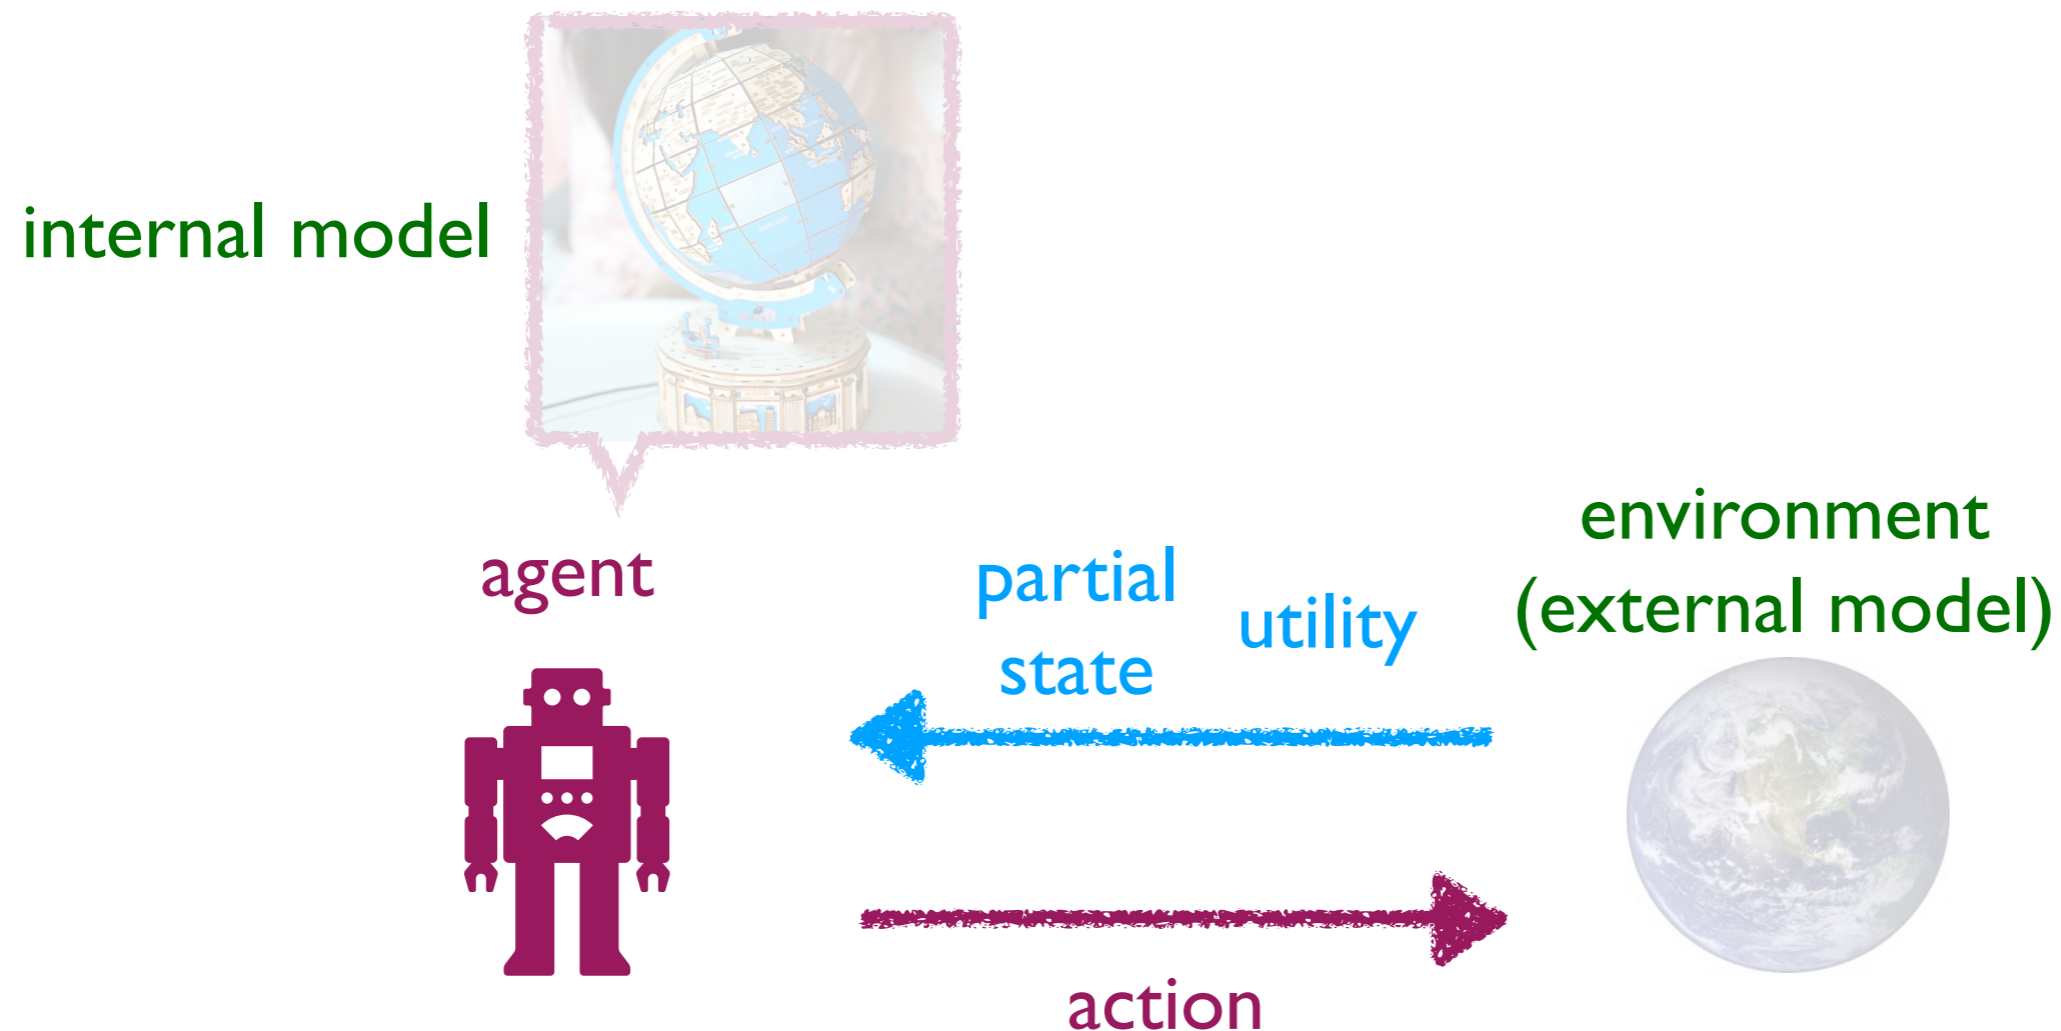 internal model
agent
partial
state
utility
environment
(external model)
action